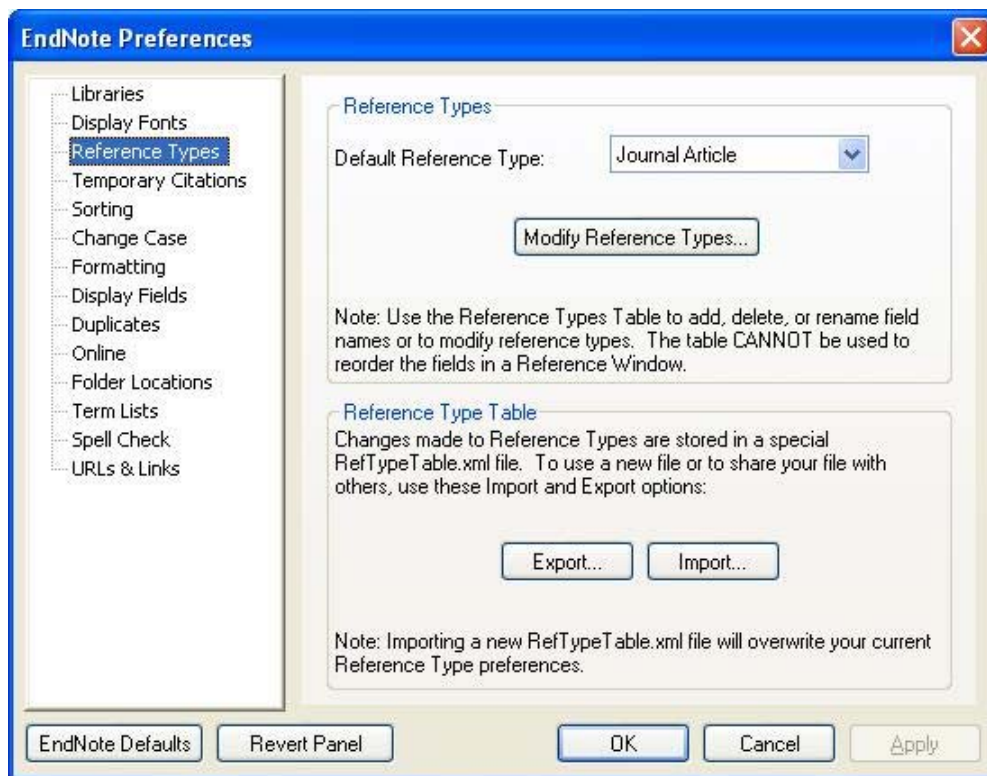 EndNote Preferences
Libraries
Display Fonts
Reference Types
Temporary Citations
Sorting
Change Case
Formatting
Display Fields
Duplicates
Online
Folder Locations
Term Lists
Spell Check
URLs & Links
Reference Types
Default Reference Type: Journal Article
Modify Reference Types...
Note: Use the Reference Types Table to add, delete, or rename field
names or to modify reference types. The table CANNOT be used to
reorder the fields in a Reference Window.
Reference Type Table
Changes made to Reference Types are stored in a special
RefTypeTable.xml file. To use a new file or to share your file with
others, use these Import and Export options:
Export... Import...
Note: Importing a new RefTypeTable.xml file will overwrite your current
Reference Type preferences.
EndNote Defaults Revert Panel OK Cancel Apply